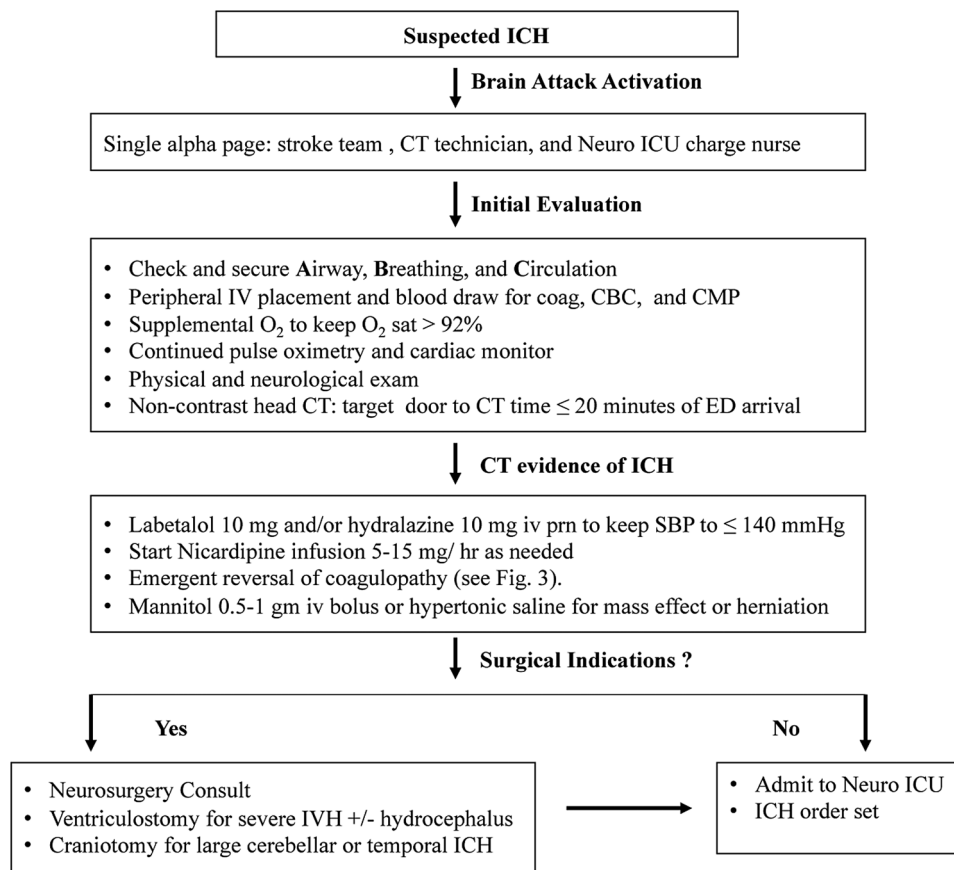 Suspected ICH
Brain Attack Activation
Single alpha page: stroke team , CT technician, and Neuro ICU charge nurse
Initial Evaluation
• Check and secure Airway, Breathing, and Circulation
• Peripheral IV placement and blood draw for coag, CBC, and CMP
• Supplemental O₂ to keep O₂ sat > 92%
• Continued pulse oximetry and cardiac monitor
• Physical and neurological exam
• Non-contrast head CT: target door to CT time ≤ 20 minutes of ED arrival
CT evidence of ICH
• Labetalol 10 mg and/or hydralazine 10 mg iv prn to keep SBP to ≤ 140 mmHg
• Start Nicardipine infusion 5-15 mg/ hr as needed
• Emergent reversal of coagulopathy (see Fig. 3).
• Mannitol 0.5-1 gm iv bolus or hypertonic saline for mass effect or herniation
Surgical Indications ?
Yes
• Neurosurgery Consult
• Ventriculostomy for severe IVH +/- hydrocephalus
• Craniotomy for large cerebellar or temporal ICH
No
• Admit to Neuro ICU
• ICH order set